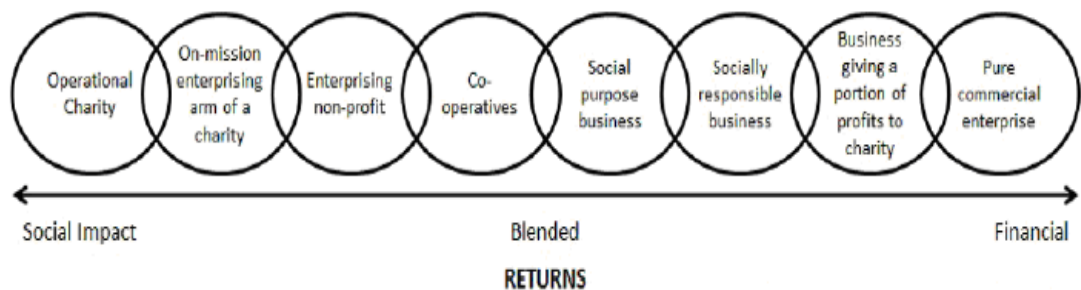 Operational
Charity
On-mission
enterprising
arm of a
charity
Enterprising
non-profit
Co-
operatives
Social
purpose
business
Socially
responsible
business
Business
giving a
portion of
profits to
charity
Pure
commercial
enterprise
Social Impact
Blended
Financial
RETURNS